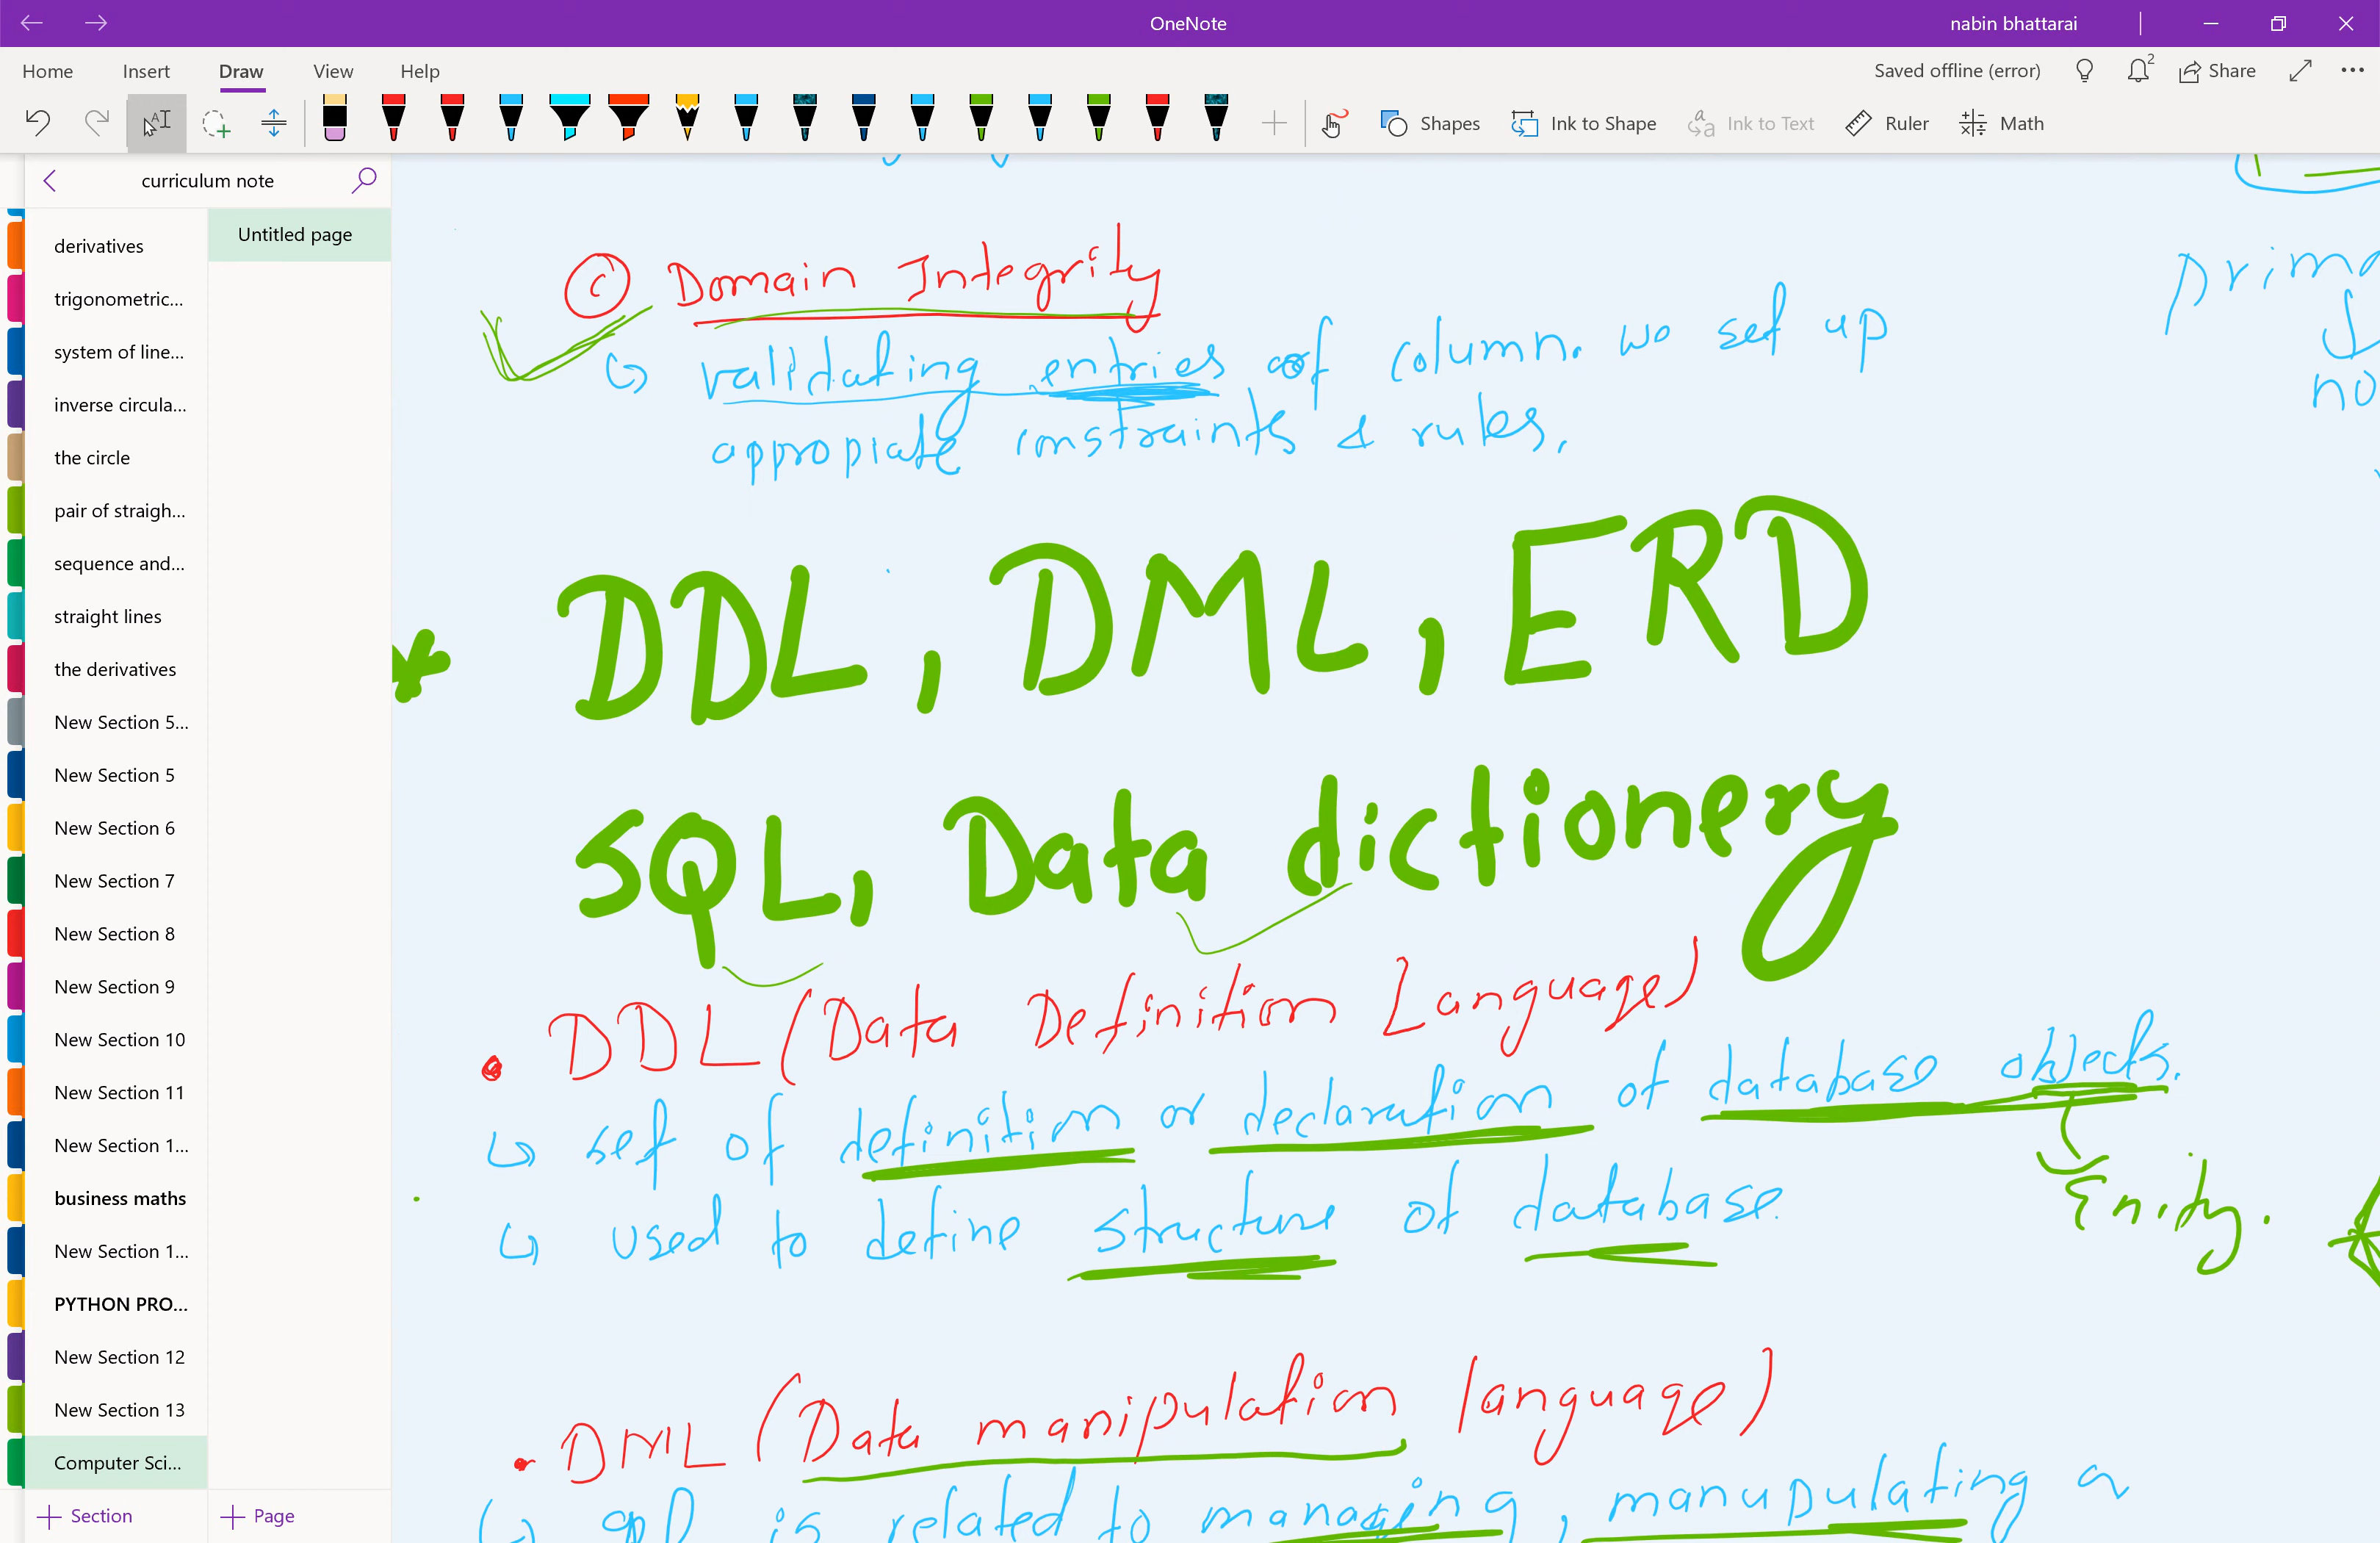 OneNote
nabin bhattarai
Home Insert Draw View Help
Saved offline (error) 2 Share
Shapes Ink to Shape Ink to Text Ruler Math
curriculum note
Untitled page
derivatives
trigonometric...
system of line...
inverse circula...
the circle
pair of straigh...
sequence and...
straight lines
the derivatives
New Section 5...
New Section 5
New Section 6
New Section 7
New Section 8
New Section 9
New Section 10
New Section 11
New Section 1...
business maths
New Section 1...
PYTHON PRO...
New Section 12
New Section 13
Computer Sci...
Section
Page
C Domain Integrity
validating entries of column. we set up
appropiate constraints & rules.
* DDL, DML, ERD
SQL, Data dictionery
DDL (Data Definition Language)
set of definition or declaration of database objects.
Enity.
used to define structure of database.
DML (Data manipulation language)
is related to managing, manupulating a